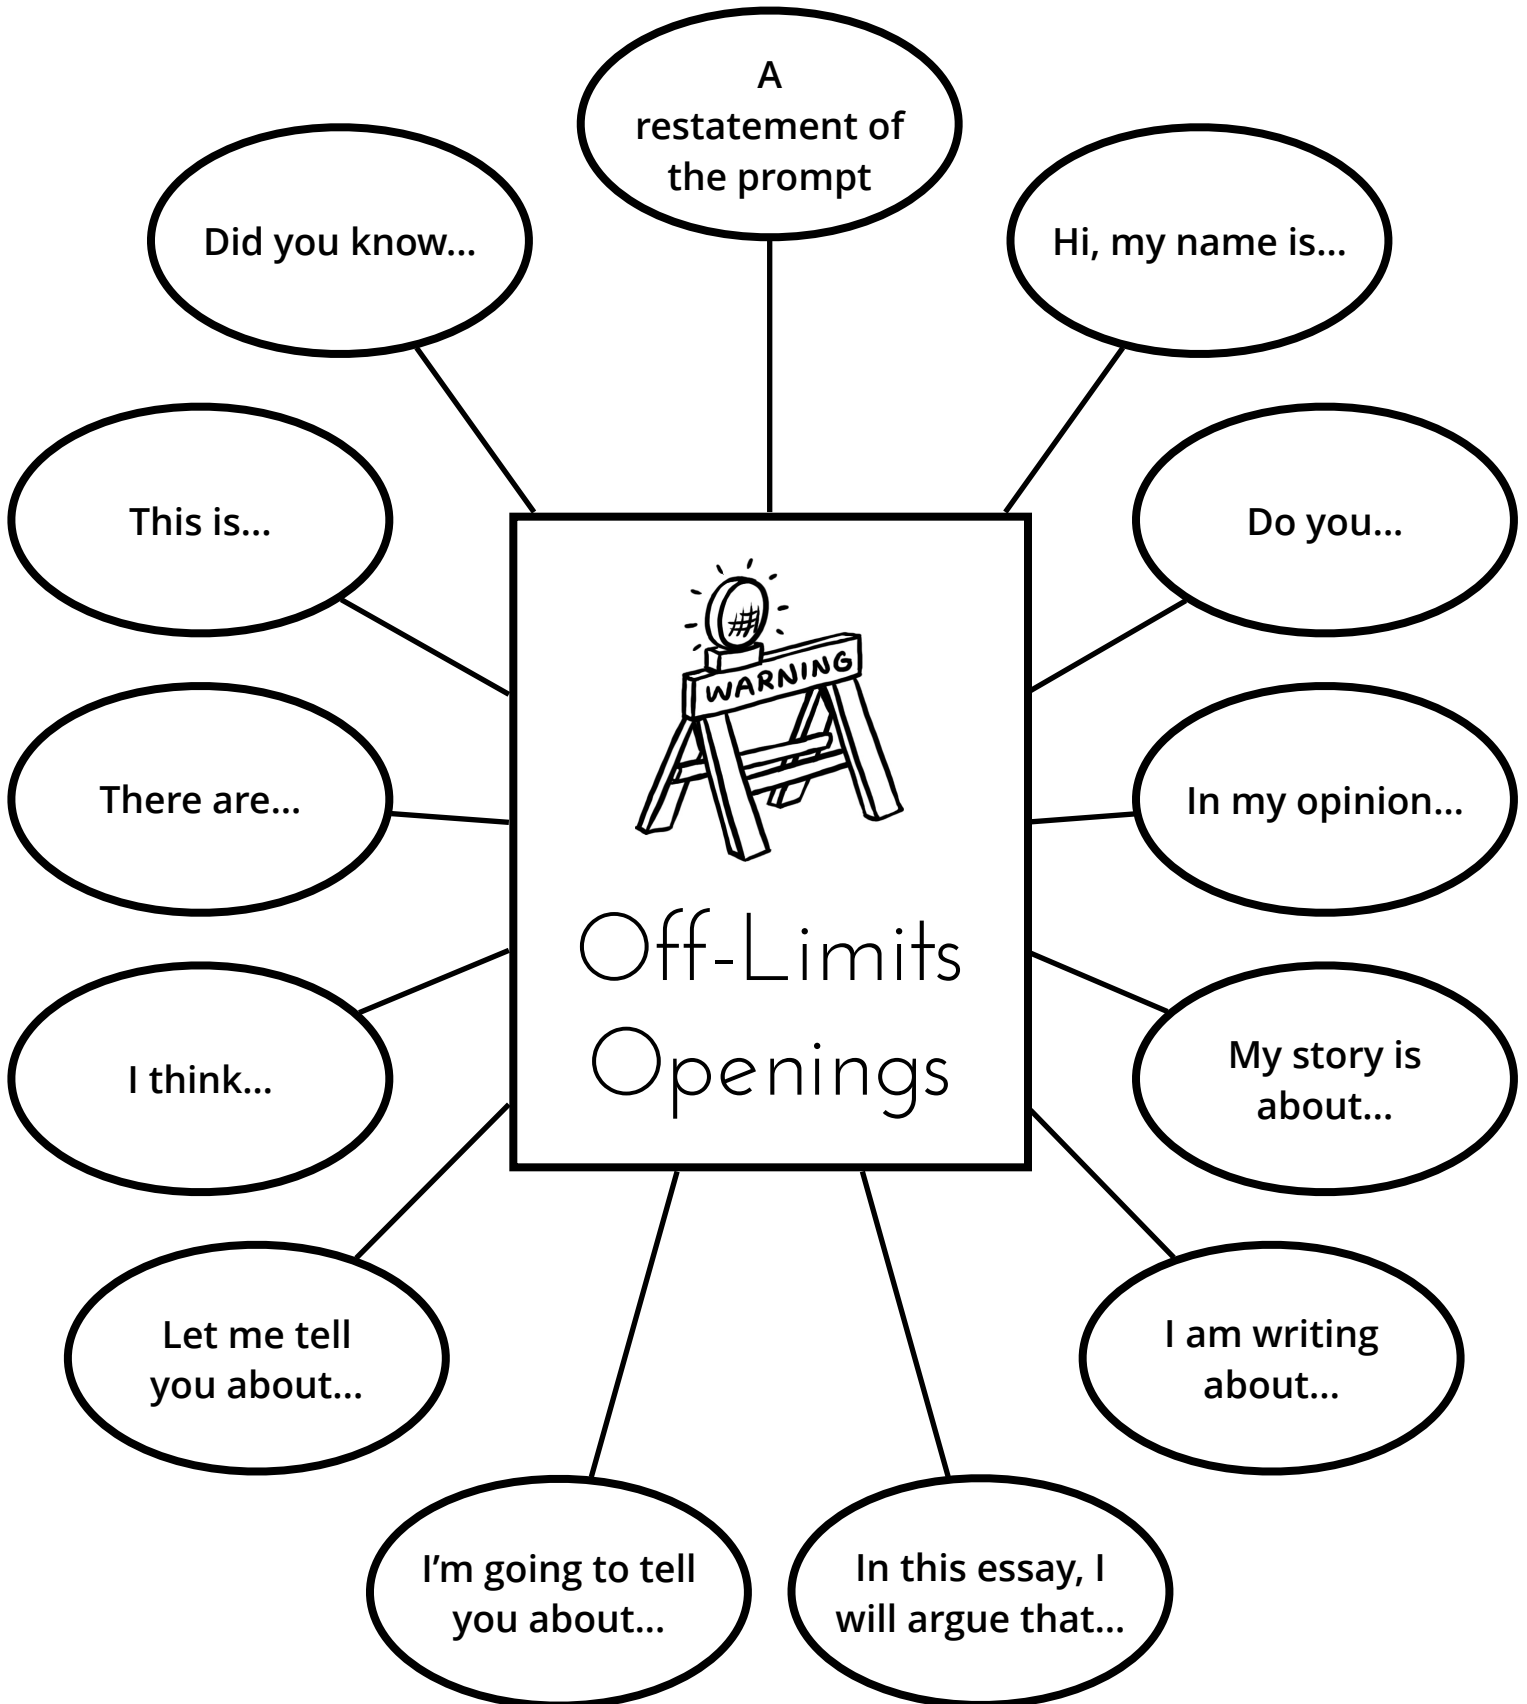 A
restatement of
the prompt
Did you know...
Hi, my name is...
This is...
Do you...
WARNING
There are...
In my opinion...
Off-Limits
Openings
I think...
My story is
about...
Let me tell
you about...
I am writing
about...
I’m going to tell
you about...
In this essay, I
will argue that...